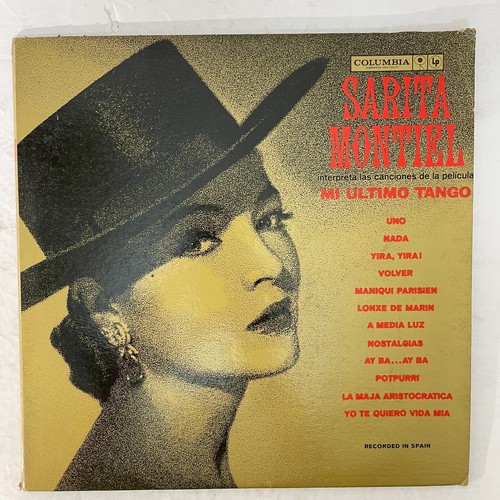 COLUMBIA LP
SARITA
MONTIEL
interpreta las canciones de la película
MI ULTIMO TANGO
UNO
NADA
YIRA, YIRA!
VOLVER
MANIQUI PARISIEN
LONXE DE MARIN
A MEDIA LUZ
NOSTALGIAS
AY BA...AY BA
POTPURRI
LA MAJA ARISTOCRATICA
YO TE QUIERO VIDA MIA
RECORDED IN SPAIN